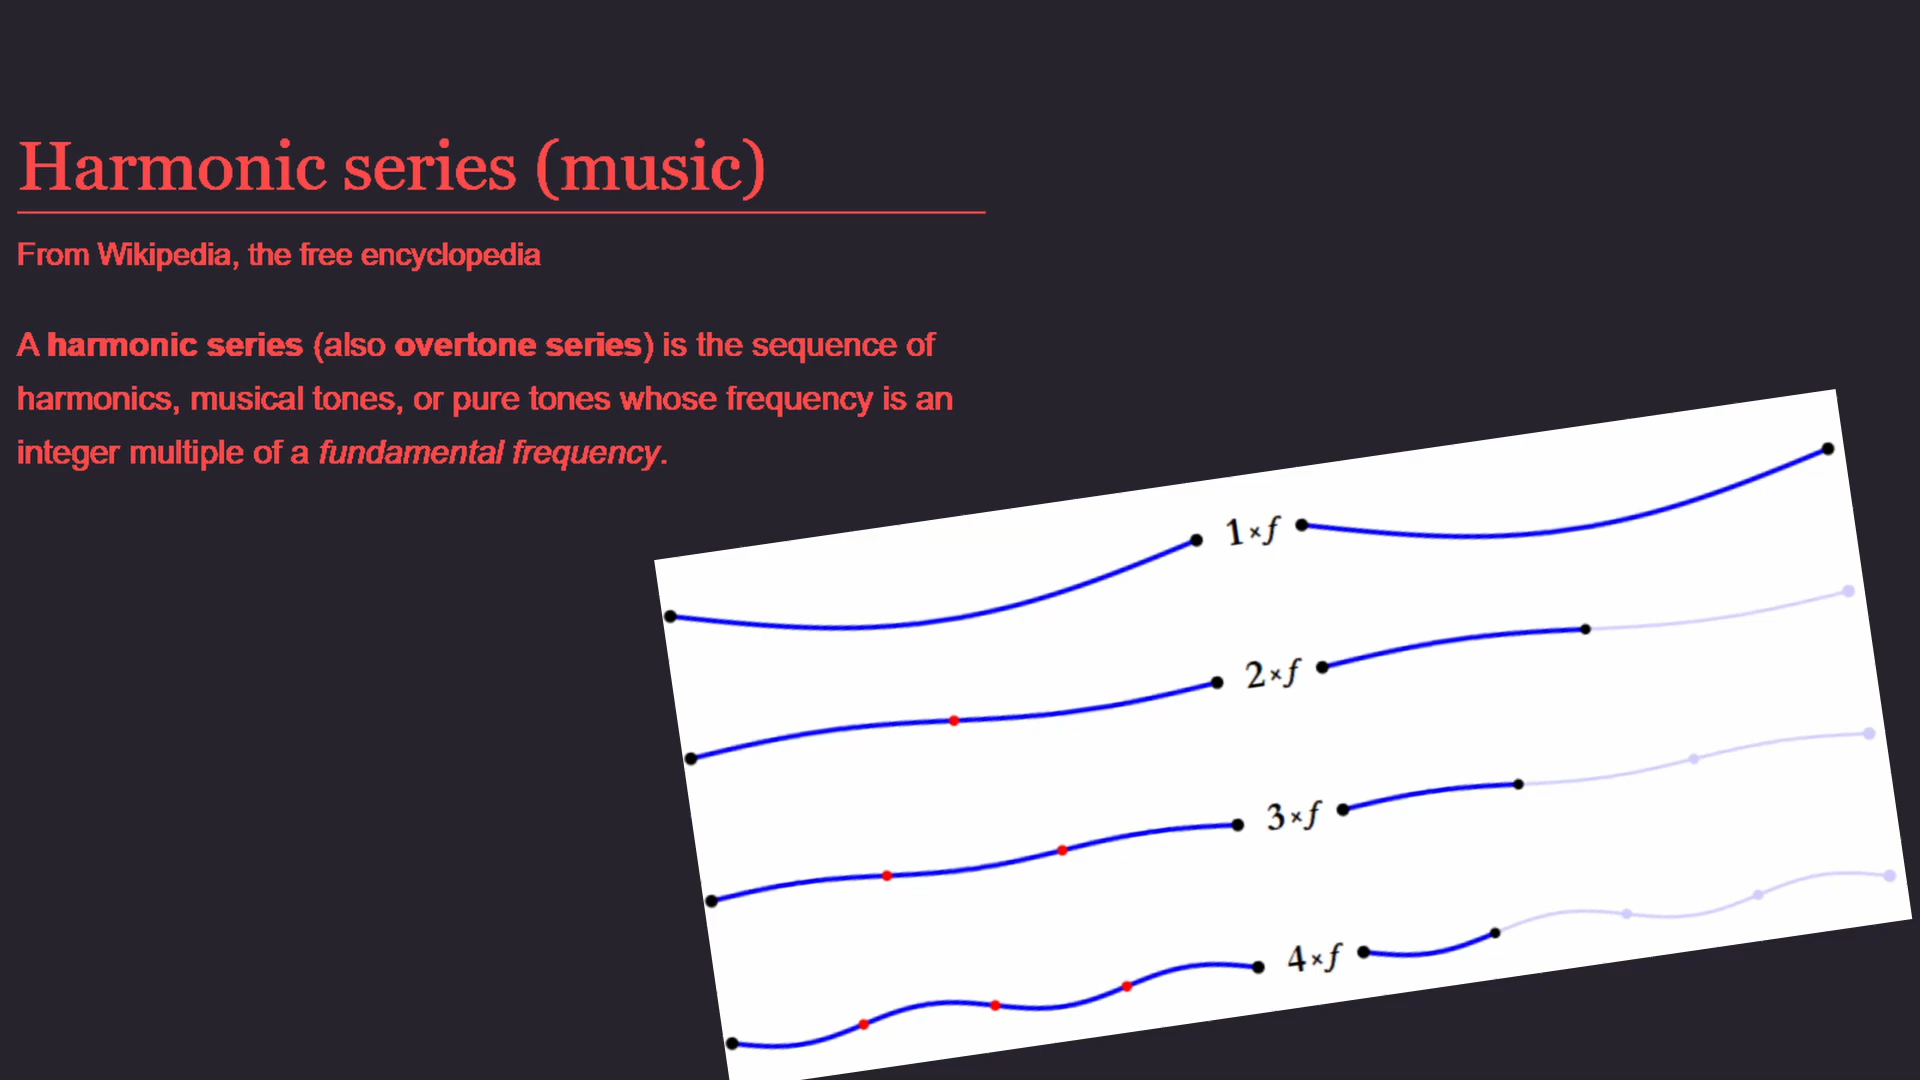 Harmonic series (music)
From Wikipedia, the free encyclopedia
A harmonic series (also overtone series) is the sequence of
harmonics, musical tones, or pure tones whose frequency is an
integer multiple of a fundamental frequency.
1×f
2×f
3×f
4×f